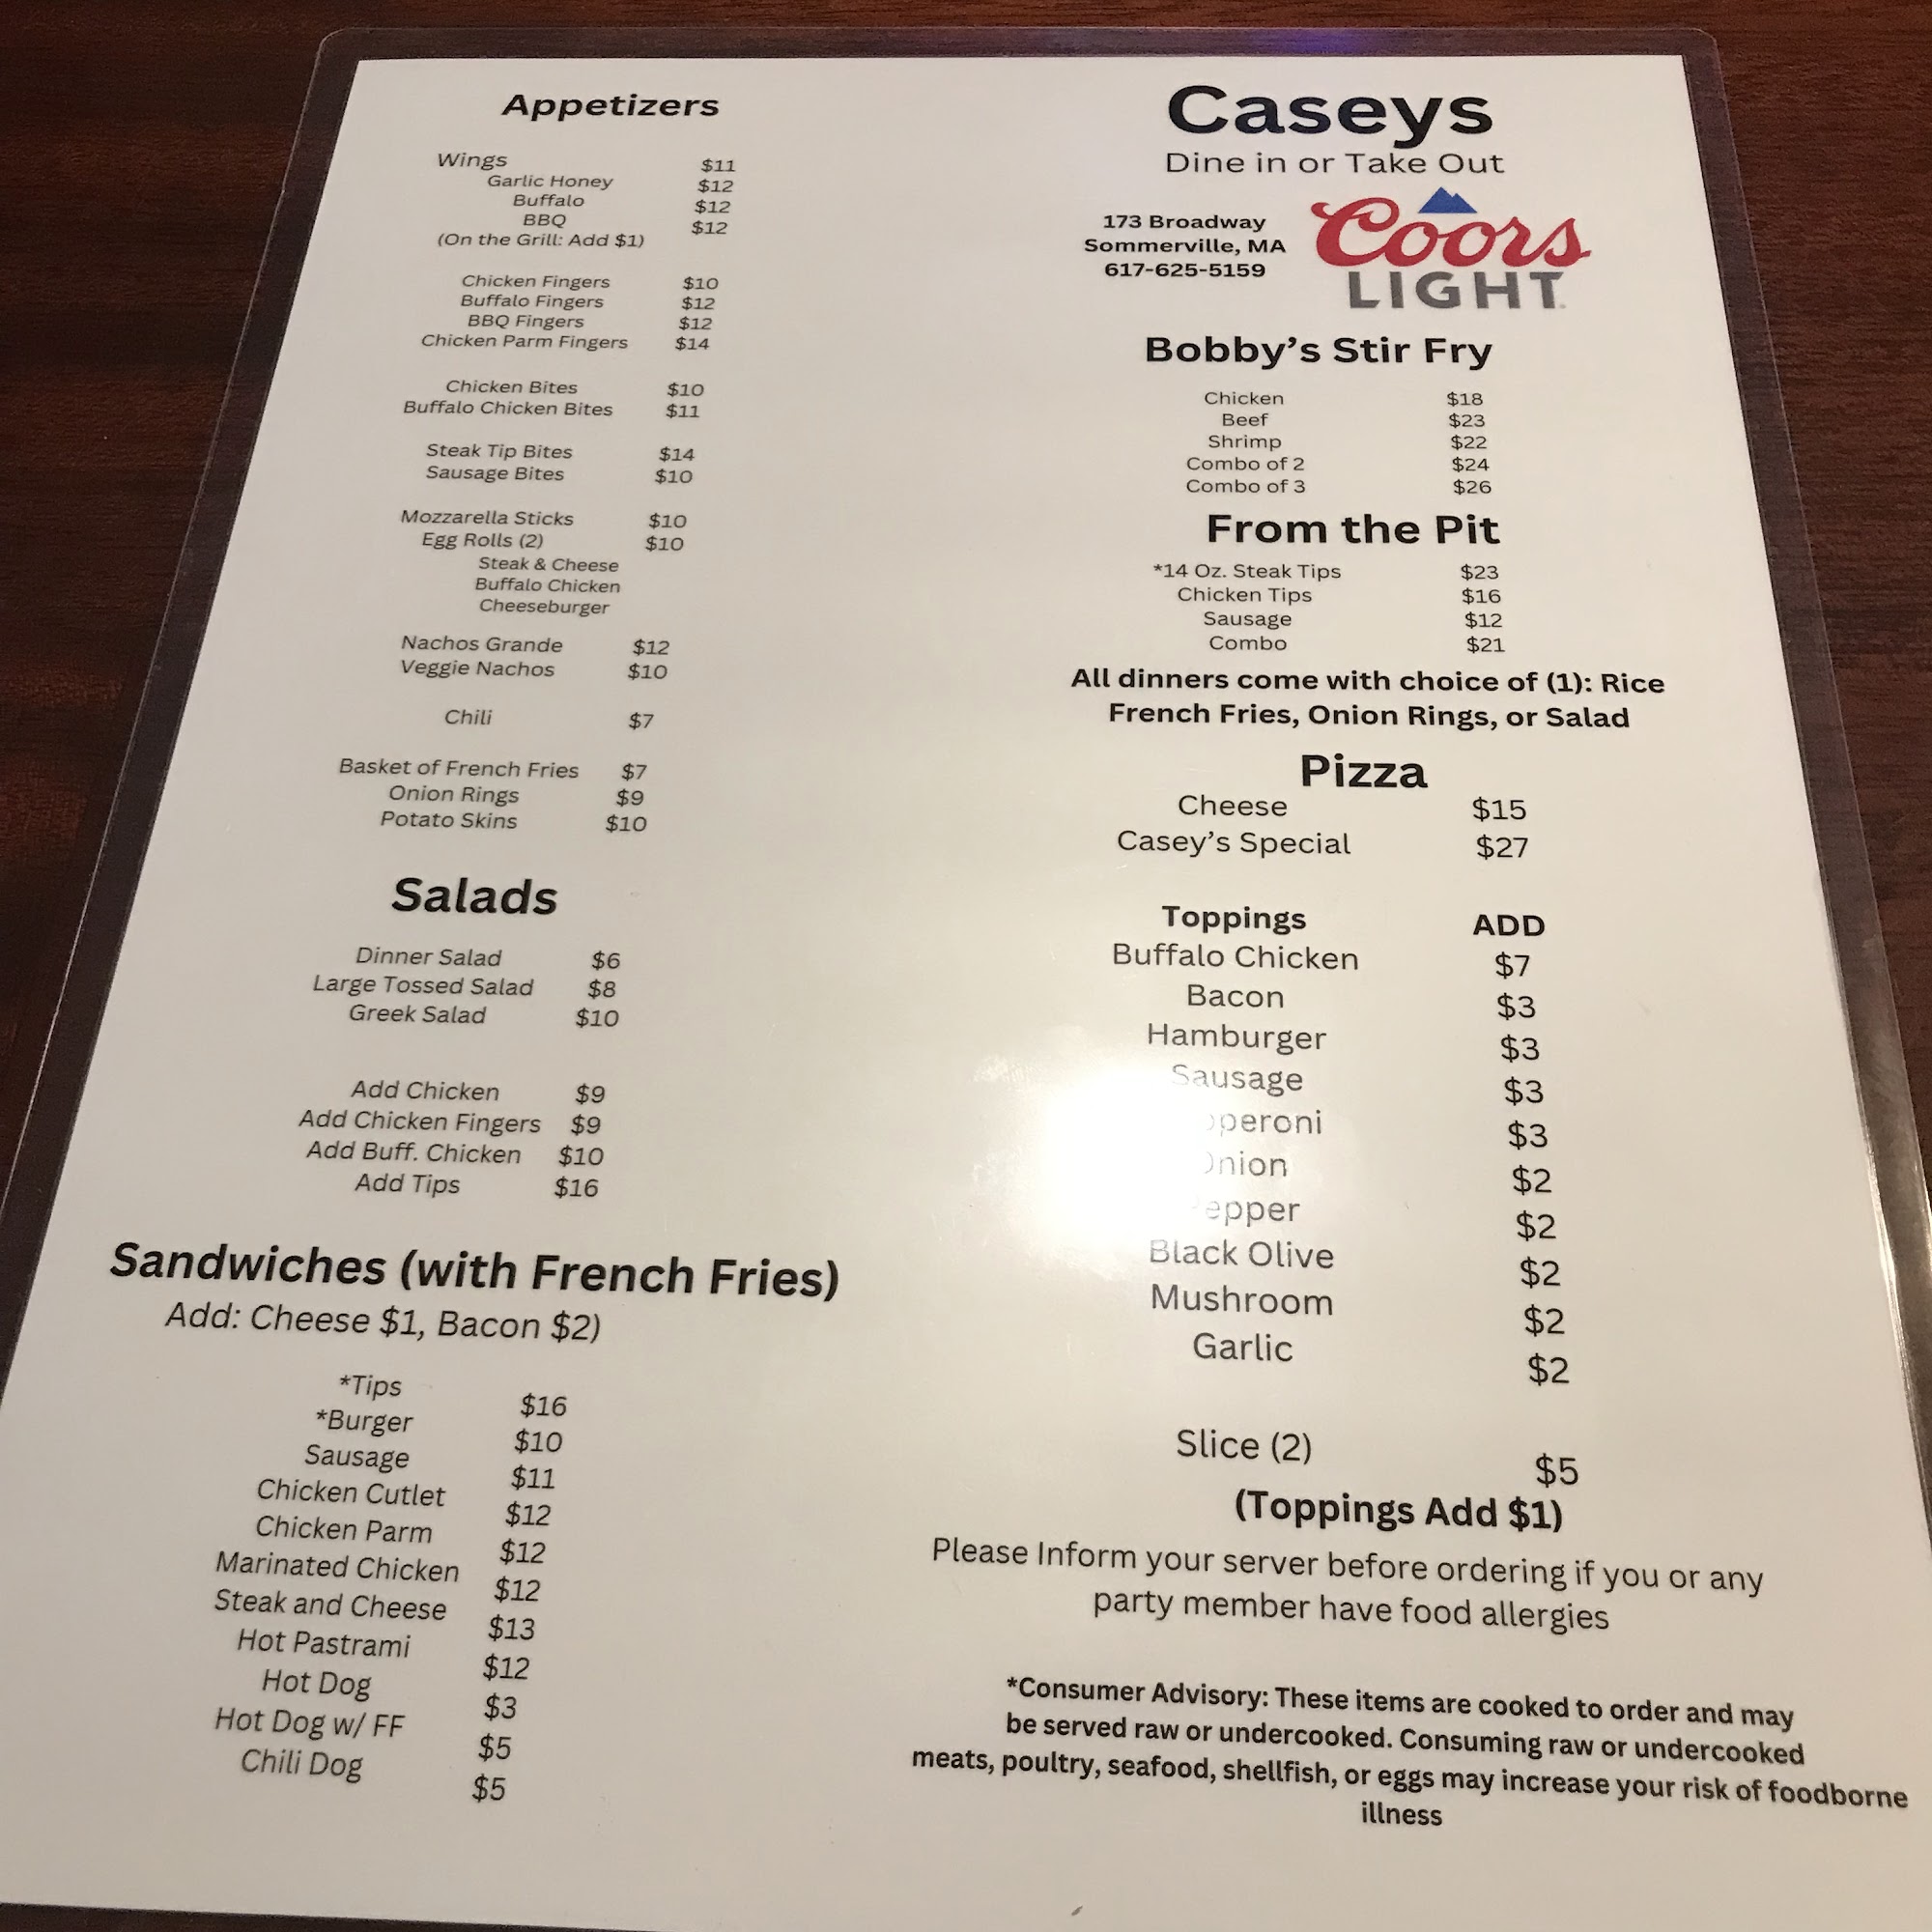 Appetizers
Wings $11
Garlic Honey $12
Buffalo $12
BBQ $12
(On the Grill: Add $1)
Chicken Fingers $10
Buffalo Fingers $12
BBQ Fingers $12
Chicken Parm Fingers $14
Chicken Bites $10
Buffalo Chicken Bites $11
Steak Tip Bites $14
Sausage Bites $10
Mozzarella Sticks $10
Egg Rolls (2) $10
Steak & Cheese
Buffalo Chicken
Cheeseburger
Nachos Grande $12
Veggie Nachos $10
Chili $7
Basket of French Fries $7
Onion Rings $9
Potato Skins $10
Salads
Dinner Salad $6
Large Tossed Salad $8
Greek Salad $10
Add Chicken $9
Add Chicken Fingers $9
Add Buff. Chicken $10
Add Tips $16
Sandwiches (with French Fries)
Add: Cheese $1, Bacon $2)
*Tips $16
*Burger $10
Sausage $11
Chicken Cutlet $12
Chicken Parm $12
Marinated Chicken $12
Steak and Cheese $13
Hot Pastrami $12
Hot Dog $3
Hot Dog w/ FF $5
Chili Dog $5
Caseys
Dine in or Take Out
173 Broadway
Sommerville, MA
617-625-5159
Coors
LIGHT
Bobby's Stir Fry
Chicken $18
Beef $23
Shrimp $22
Combo of 2 $24
Combo of 3 $26
From the Pit
*14 Oz. Steak Tips $23
Chicken Tips $16
Sausage $12
Combo $21
All dinners come with choice of (1): Rice
French Fries, Onion Rings, or Salad
Pizza
Cheese $15
Casey's Special $27
Toppings ADD
Buffalo Chicken $7
Bacon $3
Hamburger $3
Sausage $3
pperoni $3
Onion $2
epper $2
Black Olive $2
Mushroom $2
Garlic $2
Slice (2) $5
(Toppings Add $1)
Please Inform your server before ordering if you or any
party member have food allergies
*Consumer Advisory: These items are cooked to order and may
be served raw or undercooked. Consuming raw or undercooked
meats, poultry, seafood, shellfish, or eggs may increase your risk of foodborne
illness